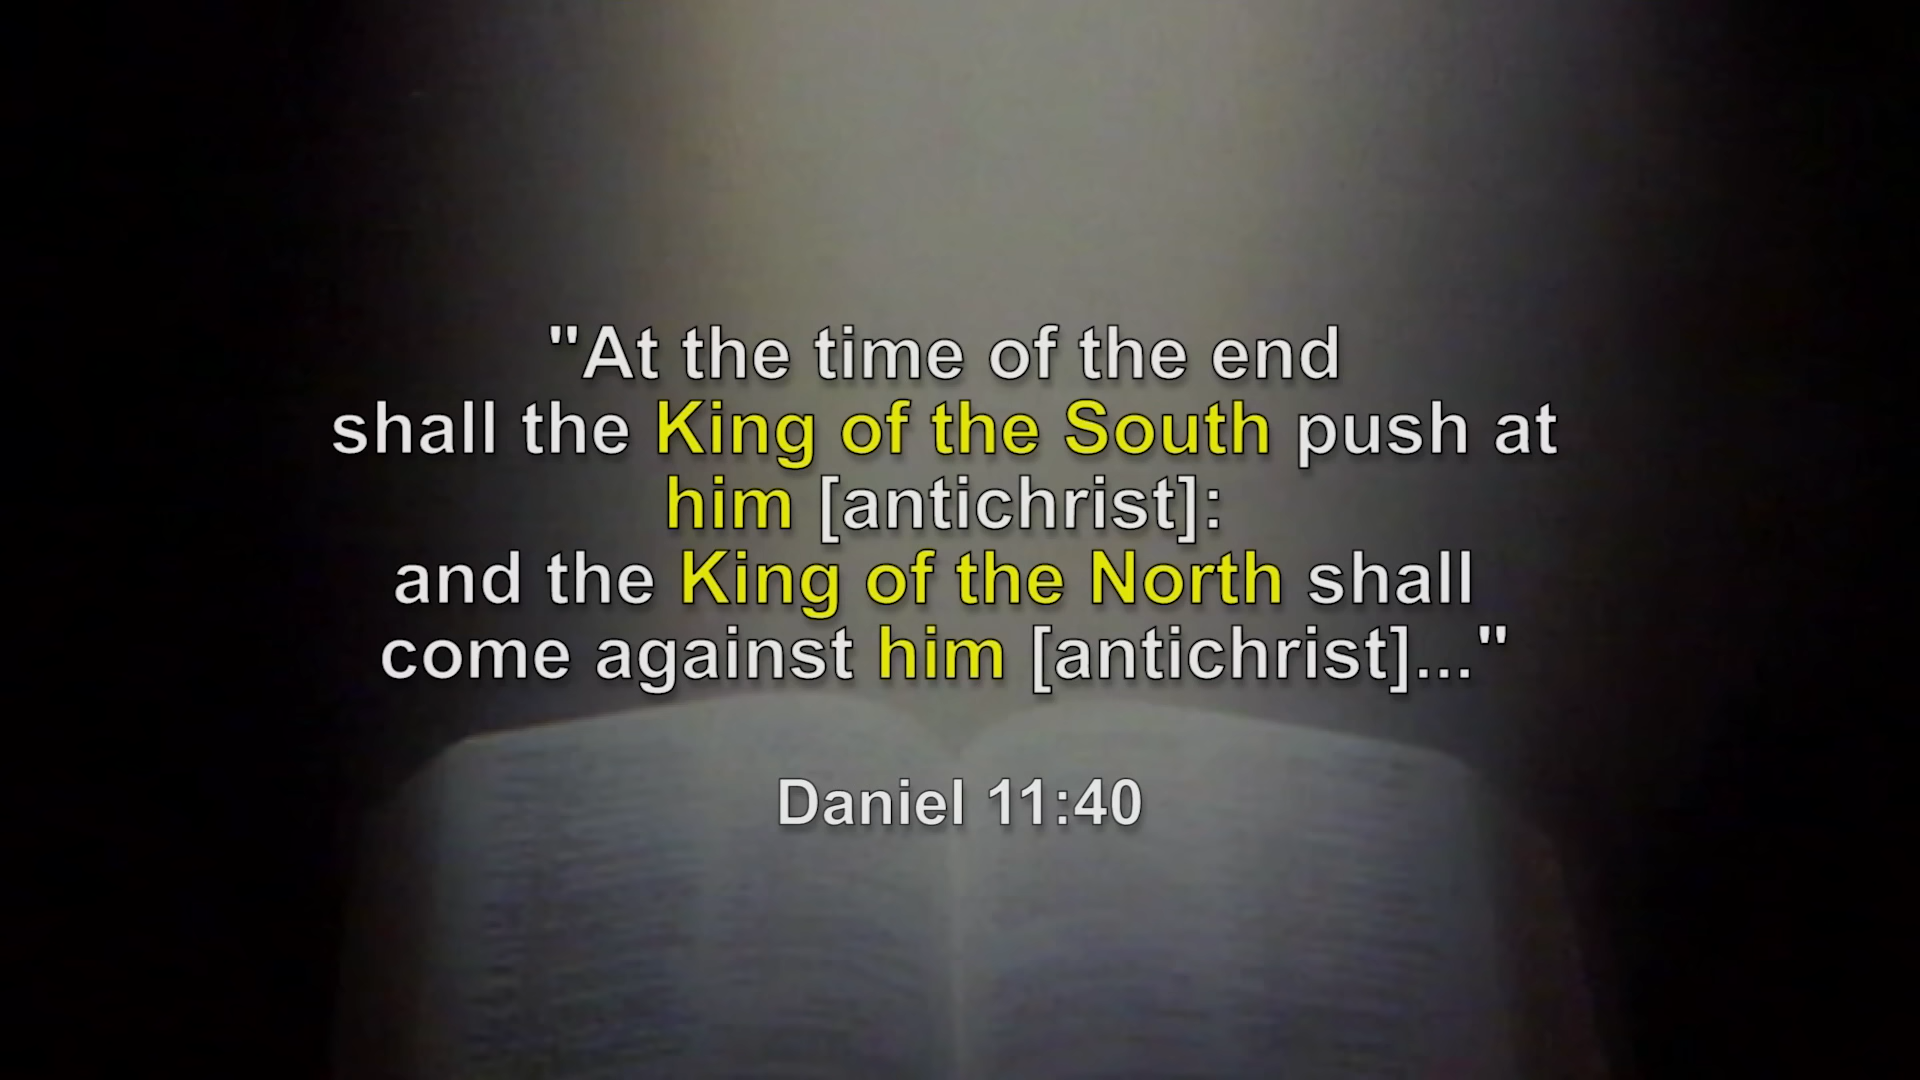 "At the time of the end
shall the King of the South push at
him [antichrist]:
and the King of the North shall
come against him [antichrist]..."
Daniel 11:40